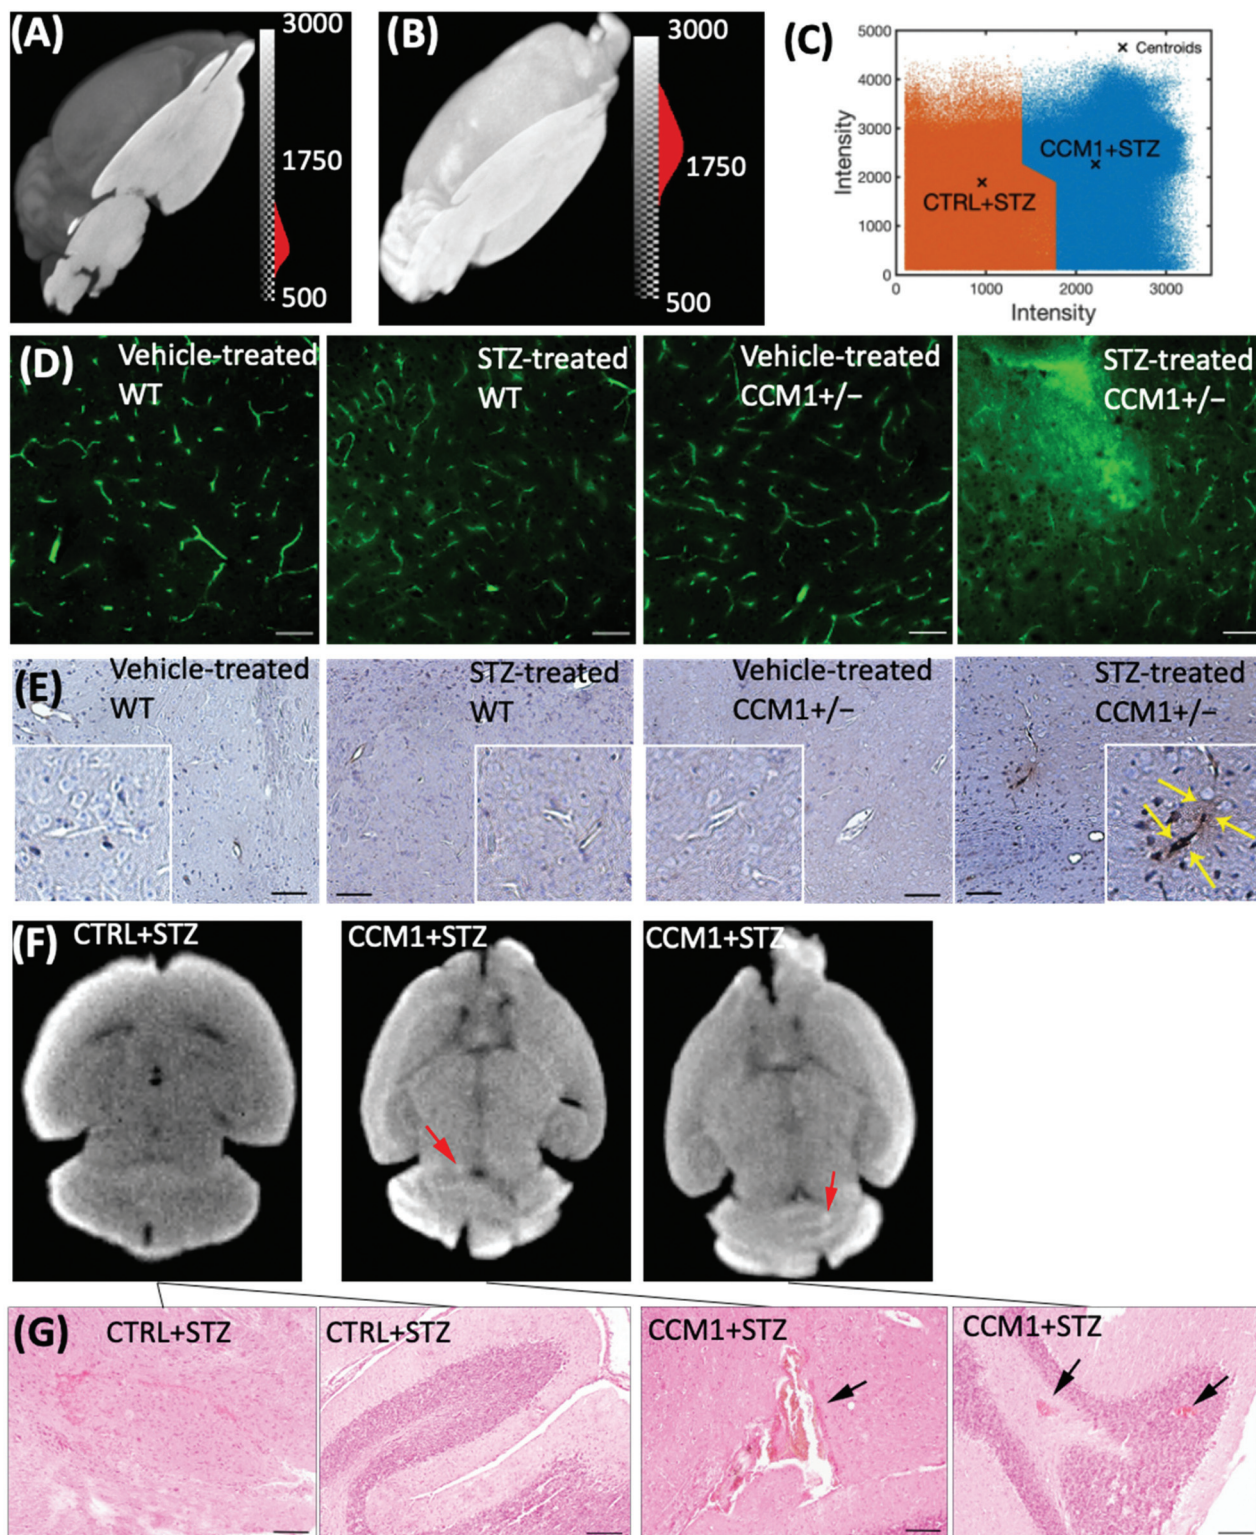 (A)
3000
1750
500
(B)
3000
1750
500
(C)
5000
4000
3000
2000
1000
0
Intensity
× Centroids
CCM1+STZ
×
×
CTRL+STZ
0
1000
2000
3000
Intensity
(D)
Vehicle-treated
WT
STZ-treated
WT
Vehicle-treated
CCM1+/−
STZ-treated
CCM1+/−
(E)
Vehicle-treated
WT
STZ-treated
WT
Vehicle-treated
CCM1+/−
STZ-treated
CCM1+/−
(F)
CTRL+STZ
CCM1+STZ
CCM1+STZ
(G)
CTRL+STZ
CTRL+STZ
CCM1+STZ
CCM1+STZ